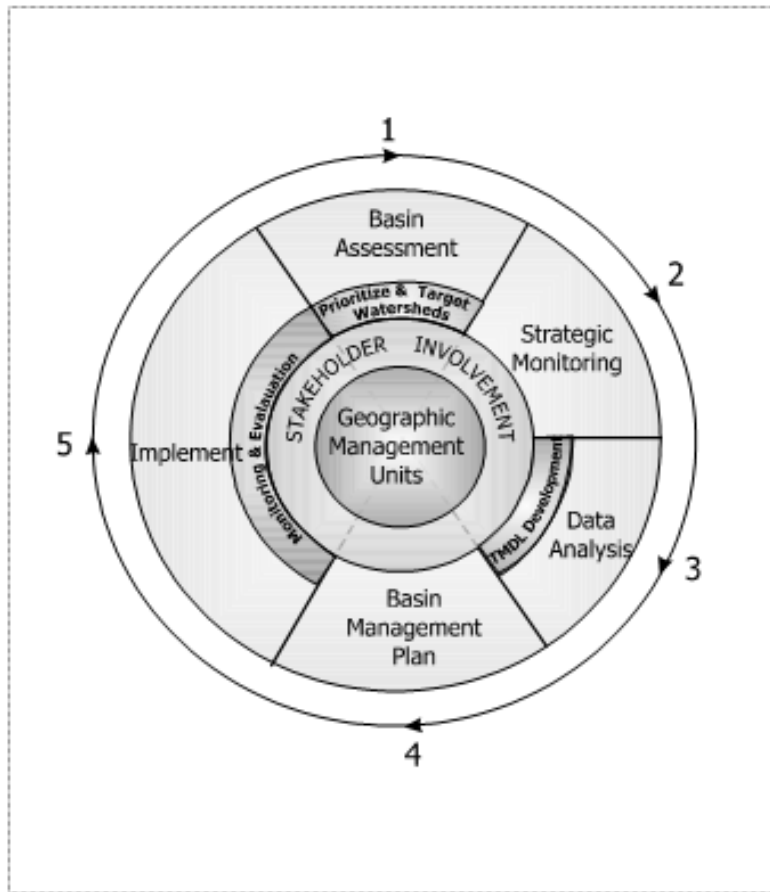 1
Basin
Assessment
Prioritize & Target
Watersheds
2
Strategic
Monitoring
STAKEHOLDER INVOLVEMENT
Geographic
Management
Units
5
Implement
Monitoring & Evalauation
TMDL Development
Data
Analysis
3
Basin
Management
Plan
4